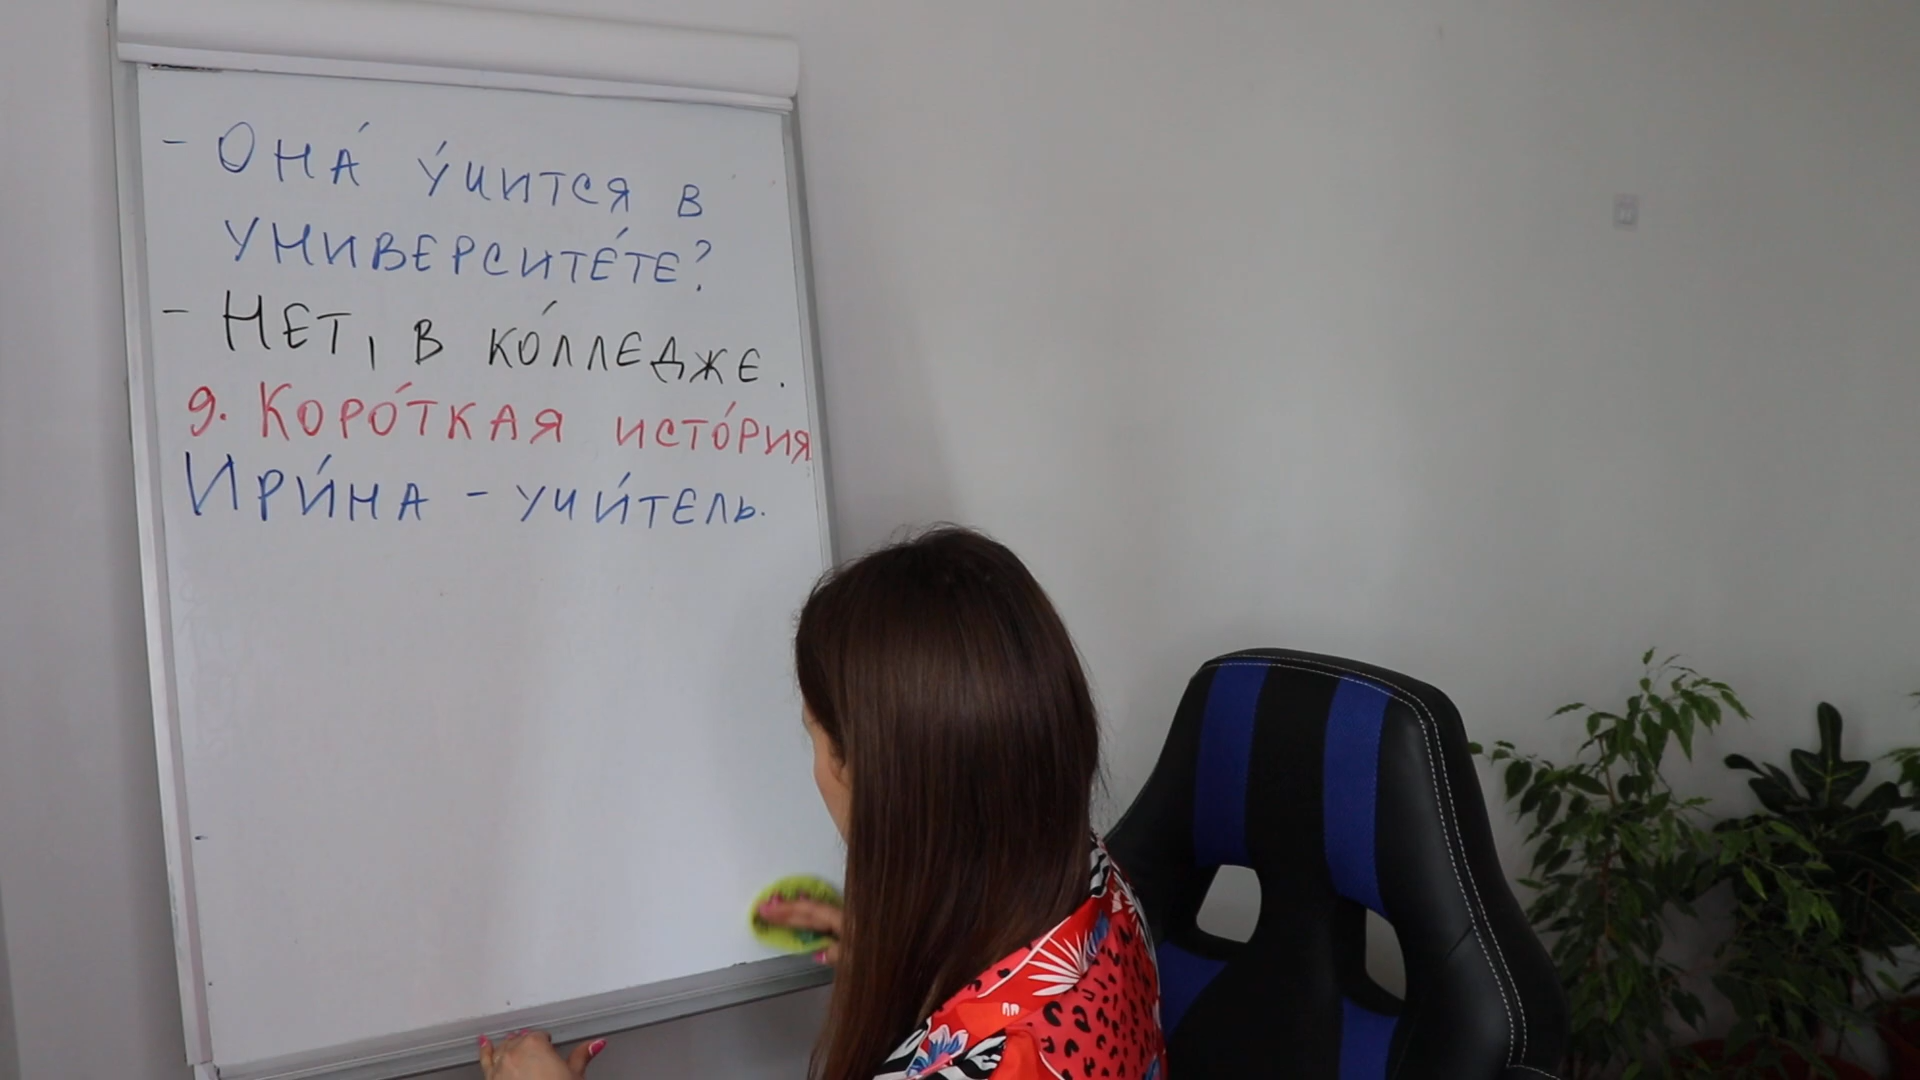 - Она́ у́чится в
университе́те?
- Нет, в ко́лледже.
9. Коро́ткая исто́рия
Ири́на - учи́тель.